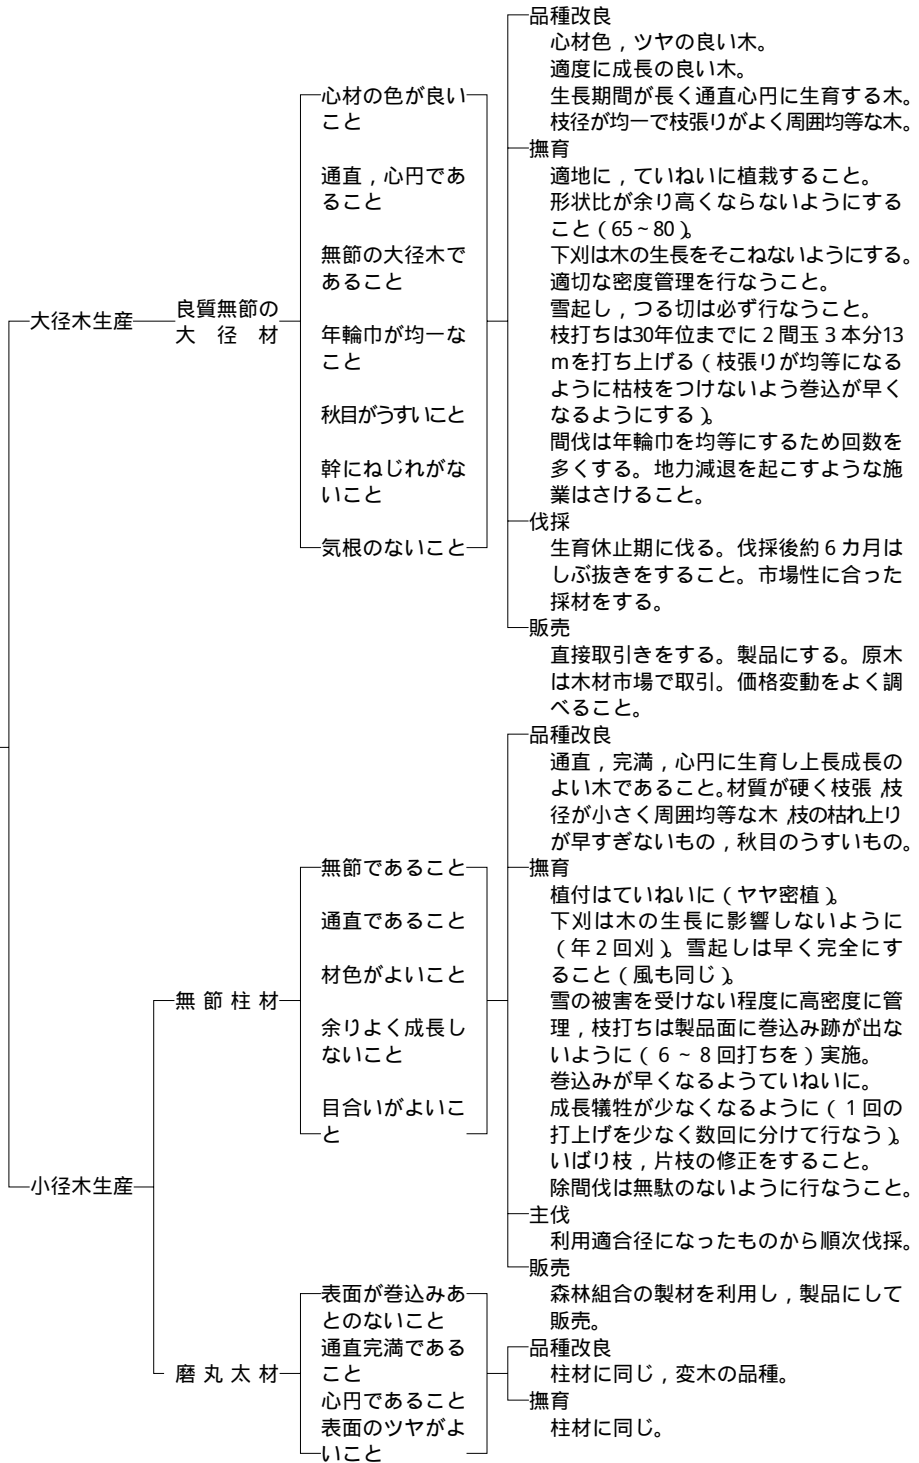 大径木生産
良質無節の
大径材
心材の色が良い
こと
通直，心円であ
ること
無節の大径木で
あること
年輪巾が均一な
こと
秋目がうすいこと
幹にねじれがな
いこと
気根のないこと
品種改良
心材色，ツヤの良い木。
適度に成長の良い木。
生長期間が長く通直心円に生育する木。
枝径が均一で枝張りがよく周囲均等な木。
撫育
適地に，ていねいに植栽すること。
形状比が余り高くならないようにする
こと（65～80）。
下刈は木の生長をそこねないようにする。
適切な密度管理を行なうこと。
雪起し，つる切は必ず行なうこと。
枝打ちは30年位までに２間玉３本分13
ｍを打ち上げる（枝張りが均等になる
ように枯枝をつけないよう巻込が早く
なるようにする）。
間伐は年輪巾を均等にするため回数を
多くする。地力減退を起こすような施
業はさけること。
伐採
生育休止期に伐る。伐採後約６カ月は
しぶ抜きをすること。市場性に合った
採材をする。
販売
直接取引きをする。製品にする。原木
は木材市場で取引。価格変動をよく調
べること。
小径木生産
無節柱材
無節であること
通直であること
材色がよいこと
余りよく成長し
ないこと
目合いがよいこ
と
品種改良
通直，完満，心円に生育し上長成長の
よい木であること。材質が硬く枝張，枝
径が小さく周囲均等な木，枝の枯れ上り
が早すぎないもの，秋目のうすいもの。
撫育
植付はていねいに（ヤヤ密植）。
下刈は木の生長に影響しないように
（年２回刈）。雪起しは早く完全にす
ること（風も同じ）。
雪の被害を受けない程度に高密度に管
理，枝打ちは製品面に巻込み跡が出な
いように（６～８回打ちを）実施。
巻込みが早くなるようていねいに。
成長犠牲が少なくなるように（１回の
打上げを少なく数回に分けて行なう）。
いばり枝，片枝の修正をすること。
除間伐は無駄のないように行なうこと。
主伐
利用適合径になったものから順次伐採。
販売
森林組合の製材を利用し，製品にして
販売。
磨丸太材
表面が巻込みあ
とのないこと
通直完満である
こと
心円であること
表面のツヤがよ
いこと
品種改良
柱材に同じ，変木の品種。
撫育
柱材に同じ。